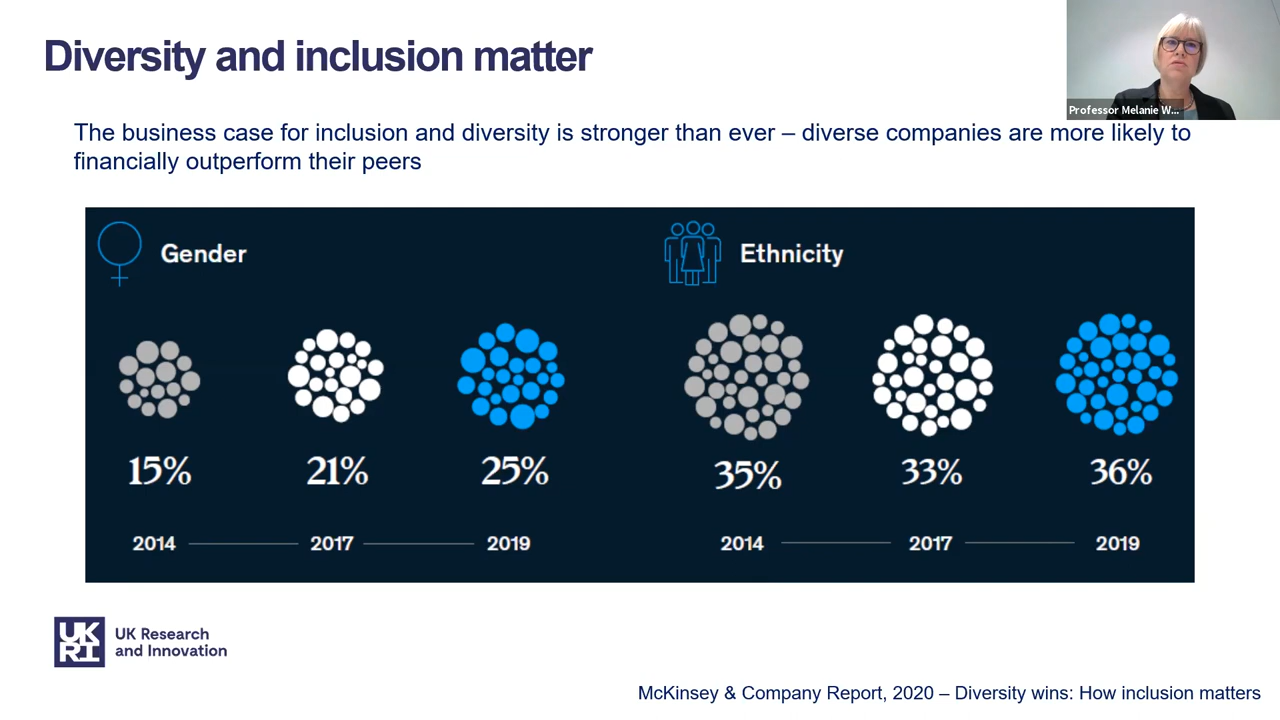 Diversity and inclusion matter
Professor Melanie W...
The business case for inclusion and diversity is stronger than ever – diverse companies are more likely to
financially outperform their peers
Gender
Ethnicity
15%
21%
25%
35%
33%
36%
2014
2017
2019
2014
2017
2019
UK
RI
UK Research
and Innovation
McKinsey & Company Report, 2020 – Diversity wins: How inclusion matters